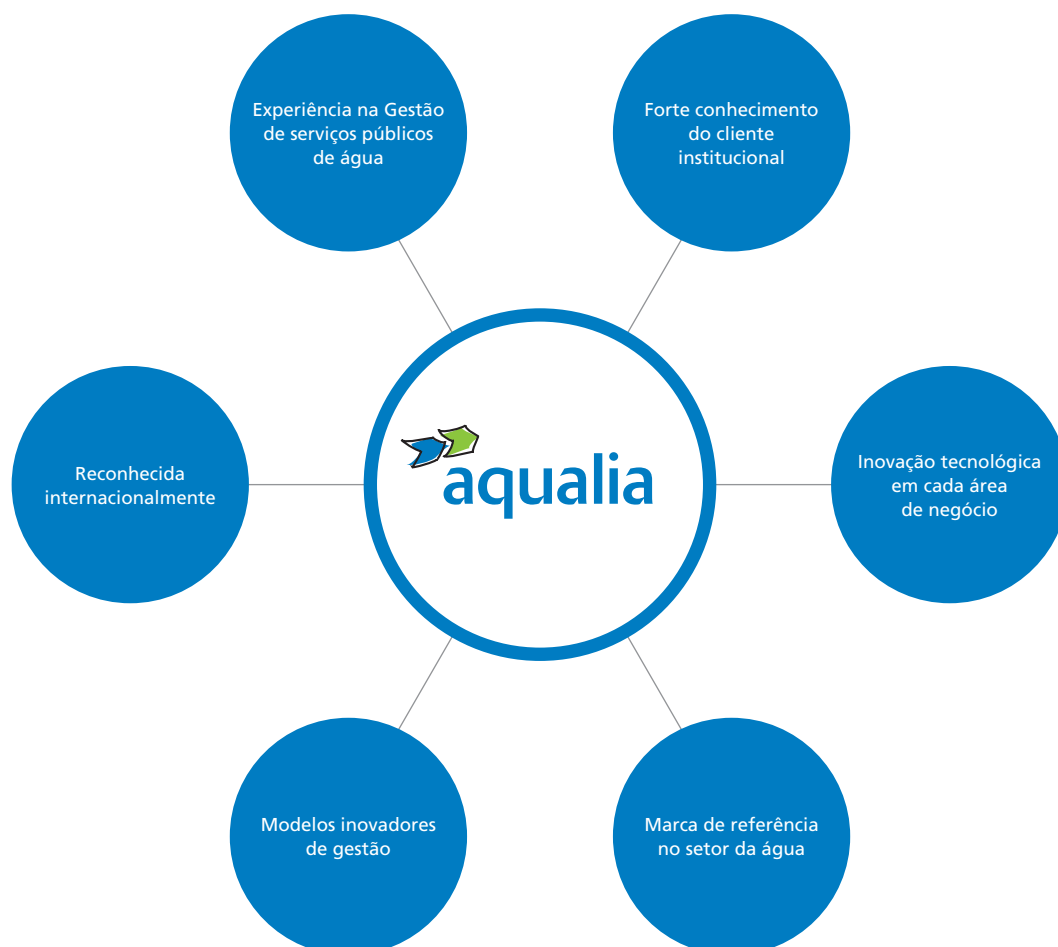 Experiência na Gestão
de serviços públicos
de água
Forte conhecimento
do cliente
institucional
Reconhecida
internacionalmente
aqualia
Inovação tecnológica
em cada área
de negócio
Modelos inovadores
de gestão
Marca de referência
no setor da água